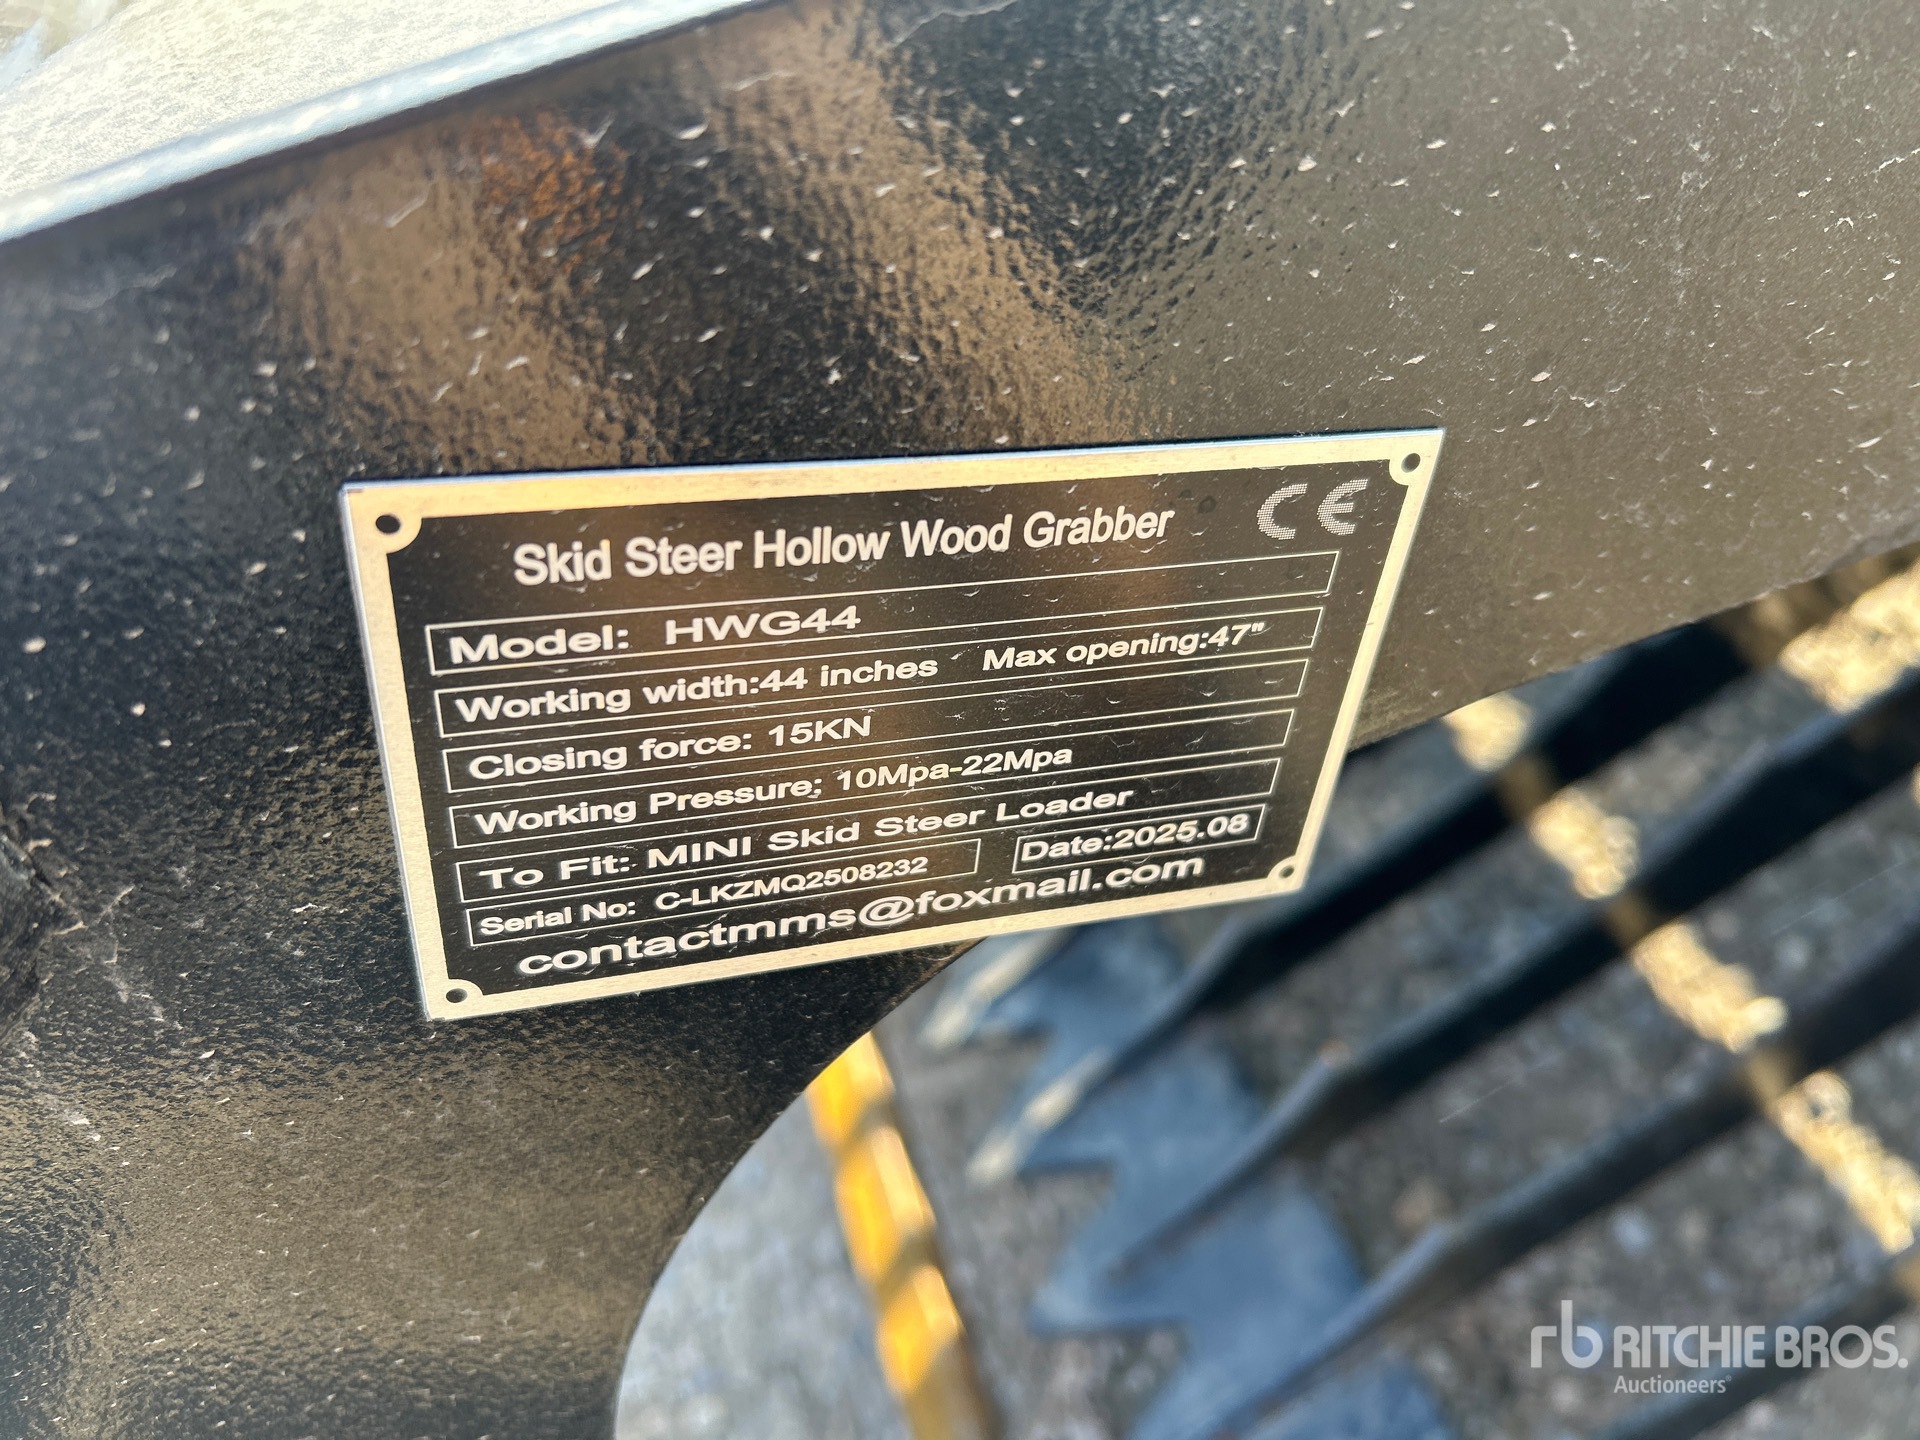 Skid Steer Hollow Wood Grabber CE
Model: HWG44
Working width:44 inches Max opening:47"
Closing force: 15KN
Working Pressure: 10Mpa-22Mpa
To Fit: MINI Skid Steer Loader
Serial No: C-LKZMQ2508232 Date:2025.08
contactmms@foxmail.com
rb RITCHIE BROS.
Auctioneers